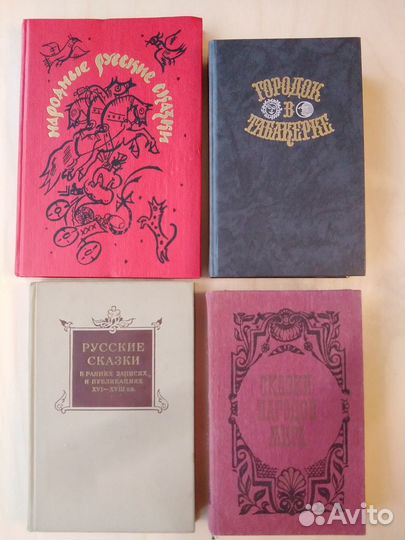 НАРОДНЫЕ РУССКИЕ СКАЗКИ
ГОРОДОК
В
ТАБАКЕРКЕ
РУССКИЕ
СКАЗКИ
В РАННИХ ЗАПИСЯХ
И ПУБЛИКАЦИЯХ
XVI—XVIII вв.
СКАЗКИ
НАРОДОВ
МИРА
Avito